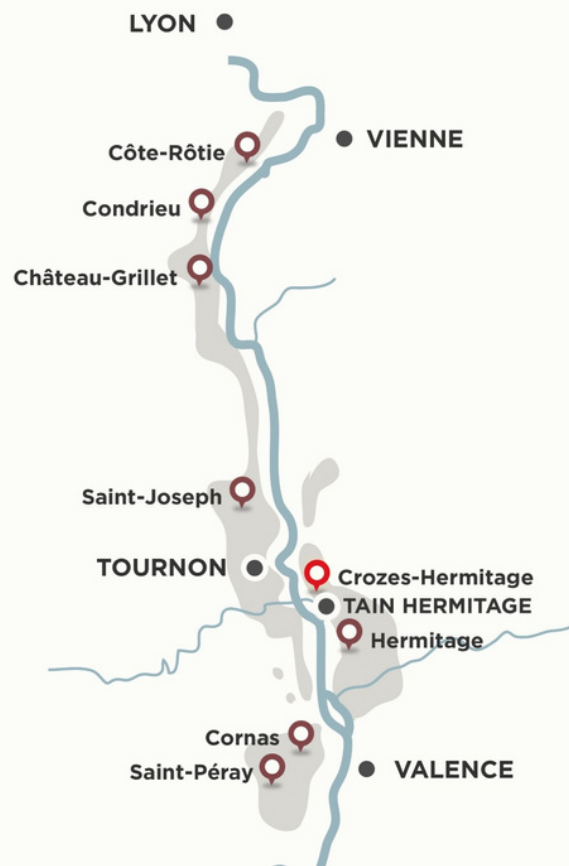 LYON
VIENNE
Côte-Rôtie
Condrieu
Château-Grillet
Saint-Joseph
TOURNON
Crozes-Hermitage
TAIN HERMITAGE
Hermitage
Cornas
Saint-Péray
VALENCE